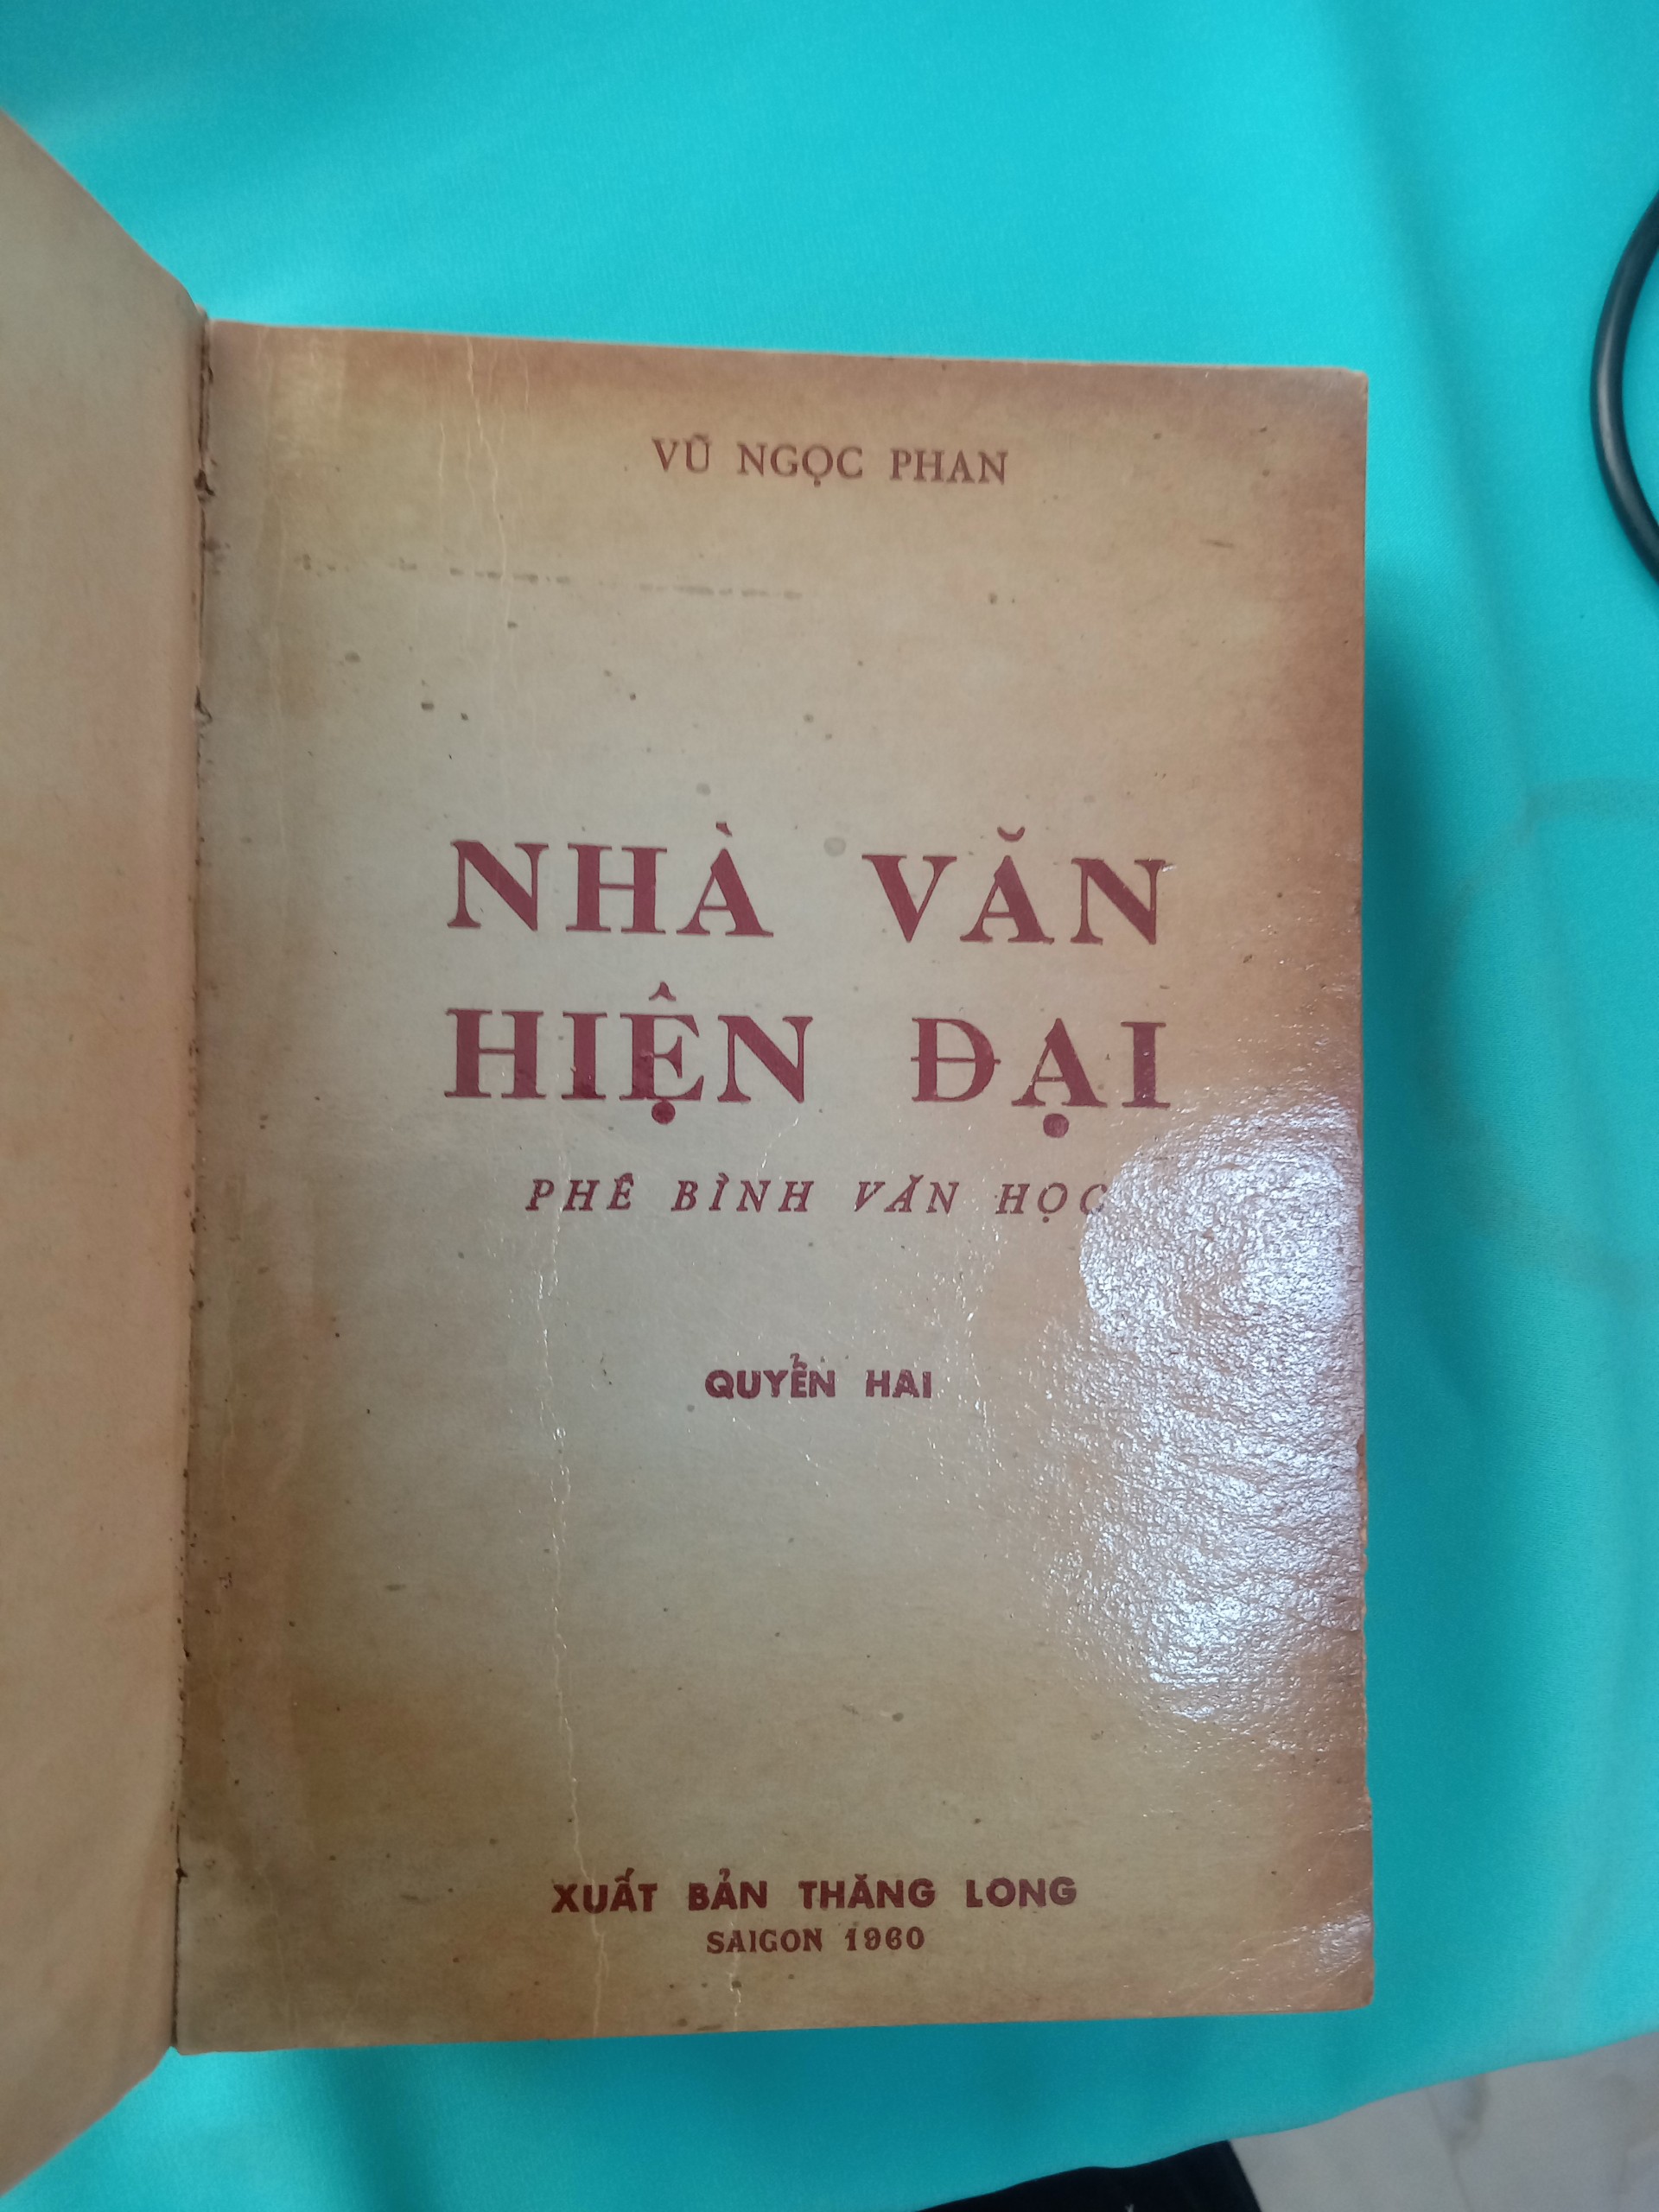 VŨ NGỌC PHAN
NHÀ VĂN
HIỆN ĐẠI
PHÊ BÌNH VĂN HỌC
QUYỂN HAI
XUẤT BẢN THĂNG LONG
SAIGON 1960